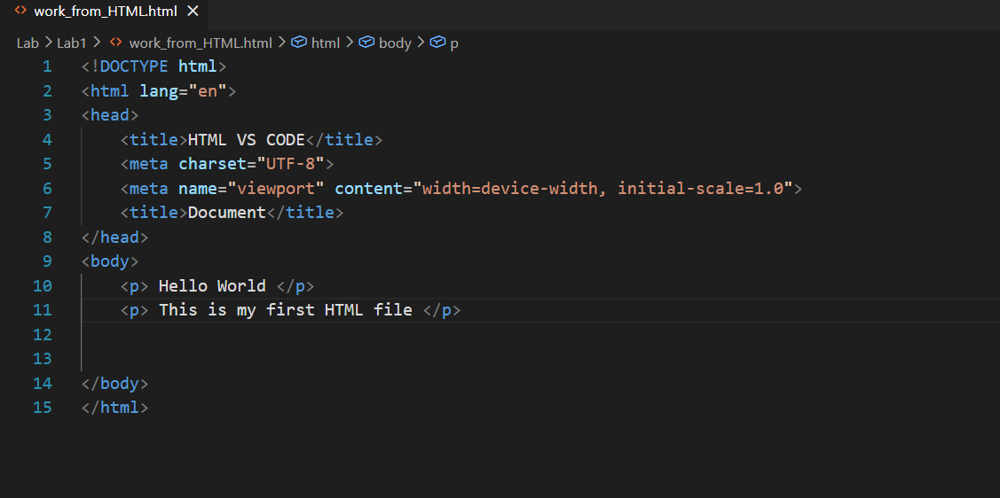 work_from_HTML.html
Lab > Lab1 > work_from_HTML.html > html > body > p
1 <!DOCTYPE html>
2 <html lang="en">
3 <head>
4     <title>HTML VS CODE</title>
5     <meta charset="UTF-8">
6     <meta name="viewport" content="width=device-width, initial-scale=1.0">
7     <title>Document</title>
8 </head>
9 <body>
10     <p> Hello World </p>
11     <p> This is my first HTML file </p>
12
13
14 </body>
15 </html>